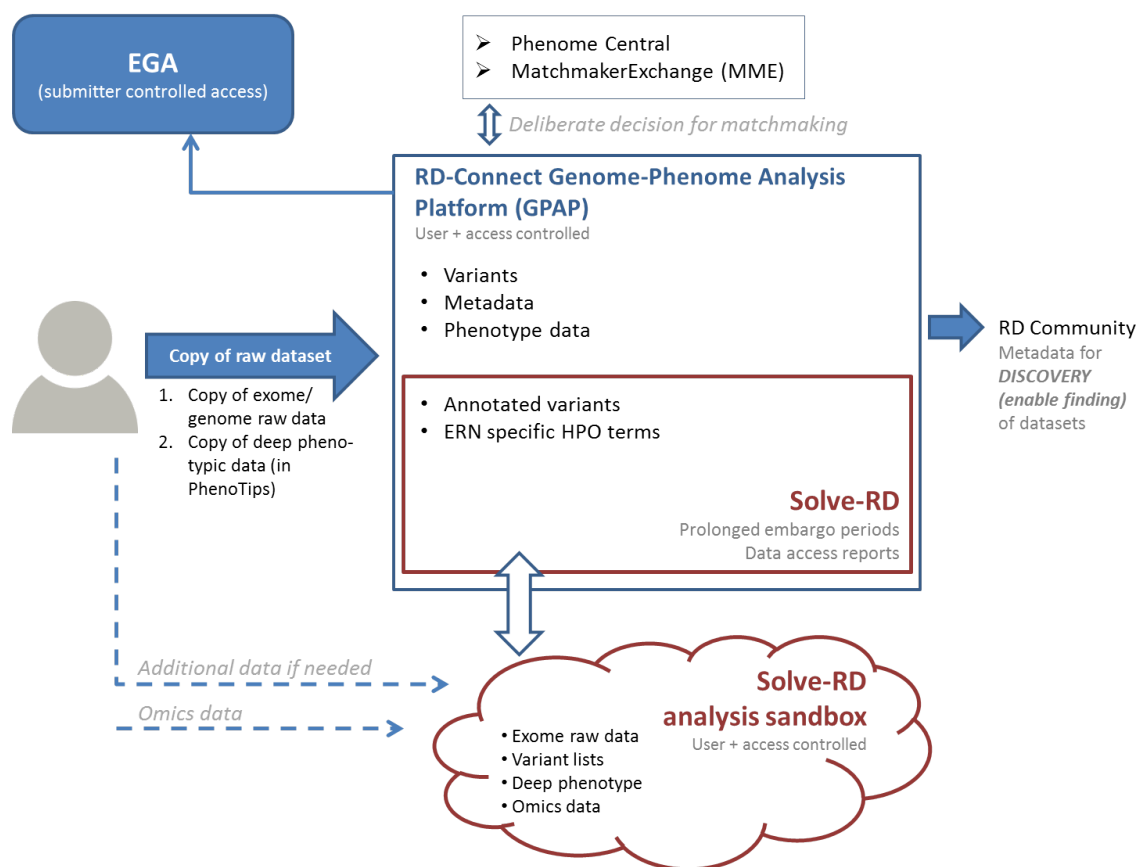 EGA
(submitter controlled access)
➢ Phenome Central
➢ MatchmakerExchange (MME)
Deliberate decision for matchmaking
RD-Connect Genome-Phenome Analysis
Platform (GPAP)
User + access controlled
• Variants
• Metadata
• Phenotype data
Copy of raw dataset
1. Copy of exome/
genome raw data
2. Copy of deep pheno-
typic data (in
PhenoTips)
RD Community
Metadata for
DISCOVERY
(enable finding)
of datasets
• Annotated variants
• ERN specific HPO terms
Solve-RD
Prolonged embargo periods
Data access reports
Additional data if needed
Omics data
Solve-RD
analysis sandbox
User + access controlled
• Exome raw data
• Variant lists
• Deep phenotype
• Omics data